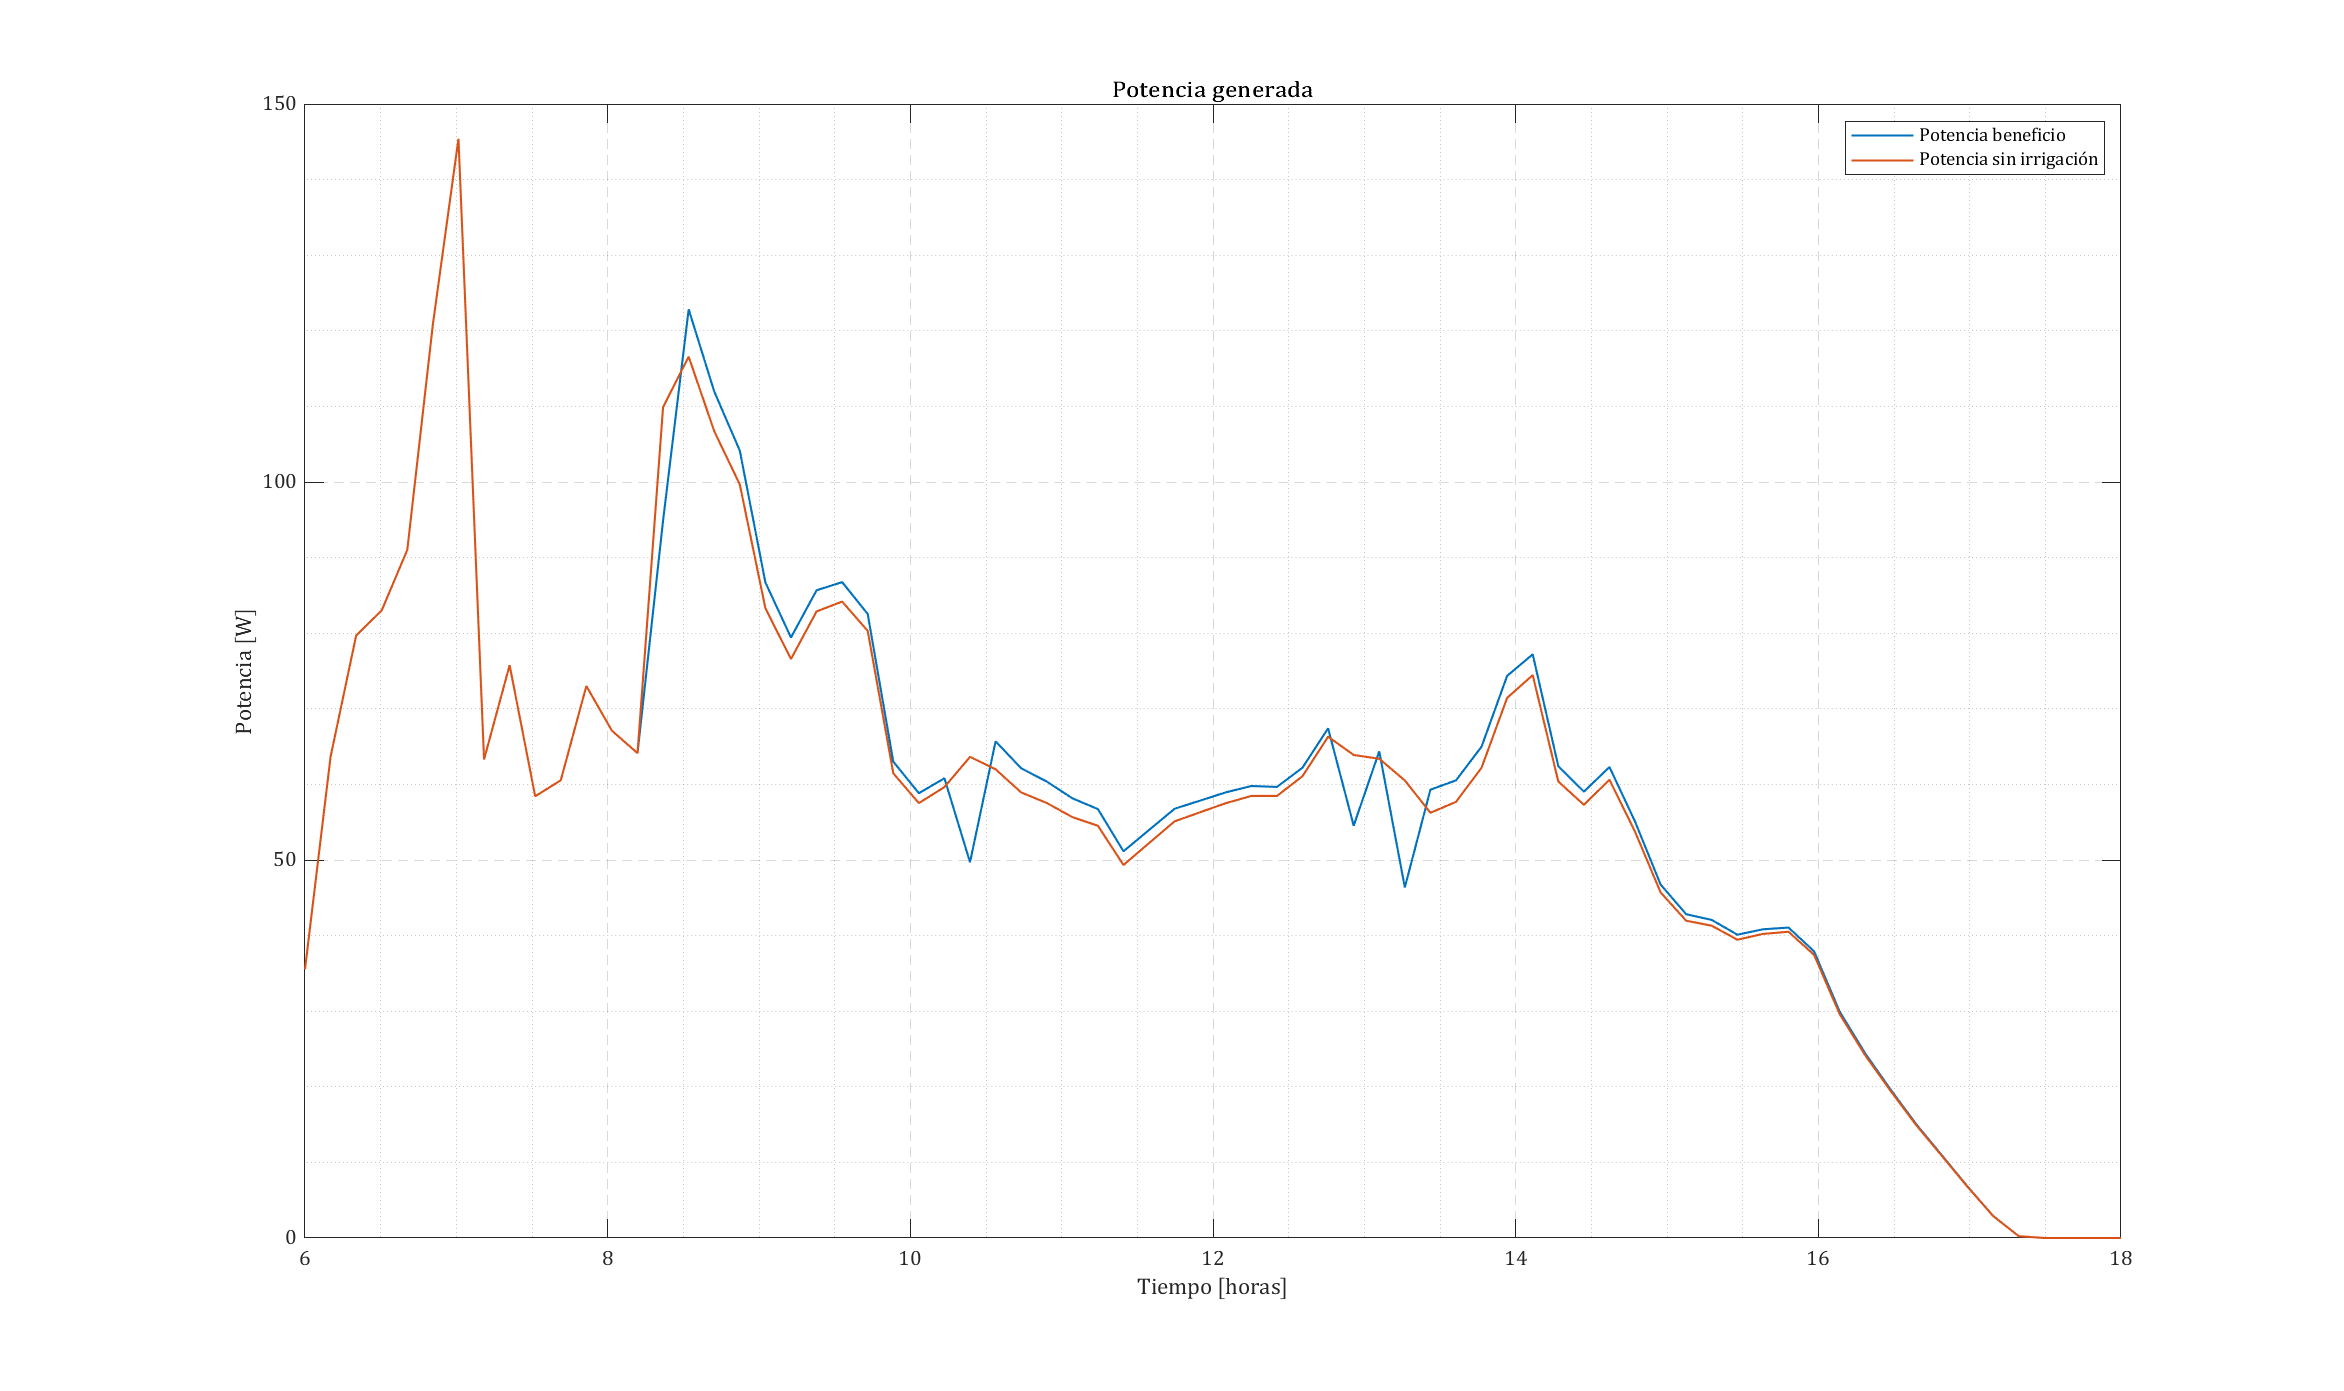 Potencia generada
150
100
50
0
Potencia [W]
Potencia beneficio
Potencia sin irrigación
6 8 10 12 14 16 18
Tiempo [horas]